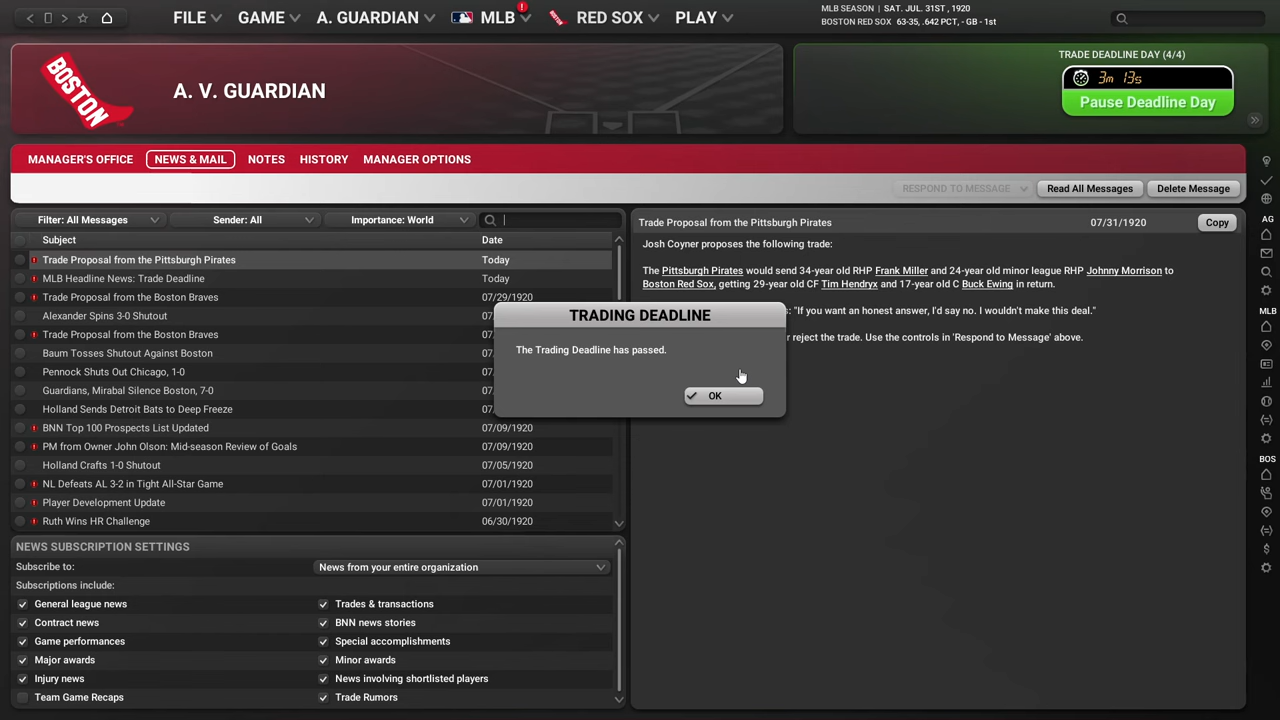 FILE GAME A. GUARDIAN MLB RED SOX PLAY
MLB SEASON | SAT. JUL. 31ST , 1920
BOSTON RED SOX 63-35, .642 PCT, - GB - 1st
BOSTON
A. V. GUARDIAN
TRADE DEADLINE DAY (4/4)
3m 13s
Pause Deadline Day
MANAGER'S OFFICE NEWS & MAIL NOTES HISTORY MANAGER OPTIONS
RESPOND TO MESSAGE Read All Messages Delete Message
Filter: All Messages Sender: All Importance: World
Subject Date
Trade Proposal from the Pittsburgh Pirates Today
MLB Headline News: Trade Deadline Today
Trade Proposal from the Boston Braves 07/29/1920
Alexander Spins 3-0 Shutout 07/
Trade Proposal from the Boston Braves 07/
Baum Tosses Shutout Against Boston 07/
Pennock Shuts Out Chicago, 1-0 07/
Guardians, Mirabal Silence Boston, 7-0 07/
Holland Sends Detroit Bats to Deep Freeze 07/
BNN Top 100 Prospects List Updated 07/09/1920
PM from Owner John Olson: Mid-season Review of Goals 07/09/1920
Holland Crafts 1-0 Shutout 07/05/1920
NL Defeats AL 3-2 in Tight All-Star Game 07/01/1920
Player Development Update 07/01/1920
Ruth Wins HR Challenge 06/30/1920
Trade Proposal from the Pittsburgh Pirates 07/31/1920 Copy
Josh Coyner proposes the following trade:
The Pittsburgh Pirates would send 34-year old RHP Frank Miller and 24-year old minor league RHP Johnny Morrison to
Boston Red Sox, getting 29-year old CF Tim Hendryx and 17-year old C Buck Ewing in return.
s: "If you want an honest answer, I'd say no. I wouldn't make this deal."
r reject the trade. Use the controls in 'Respond to Message' above.
TRADING DEADLINE
The Trading Deadline has passed.
OK
NEWS SUBSCRIPTION SETTINGS
Subscribe to: News from your entire organization
Subscriptions include:
General league news Trades & transactions
Contract news BNN news stories
Game performances Special accomplishments
Major awards Minor awards
Injury news News involving shortlisted players
Team Game Recaps Trade Rumors
AG
MLB
BOS